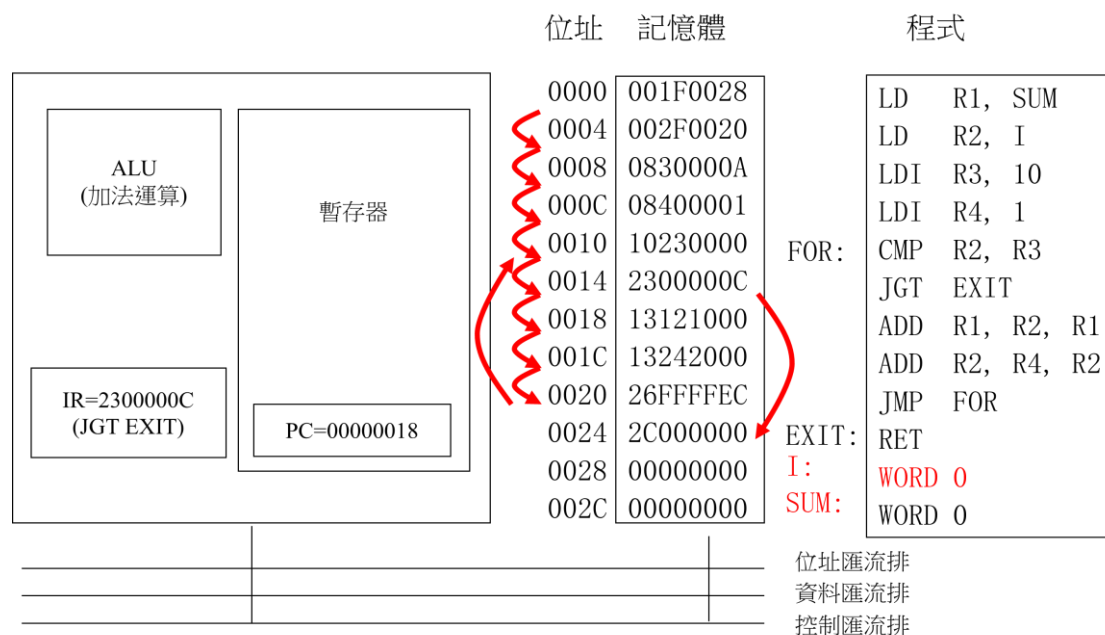 位址 記憶體 程式
ALU
(加法運算)
暫存器
IR=2300000C
(JGT EXIT)
PC=00000018
0000 001F0028 LD R1, SUM
0004 002F0020 LD R2, I
0008 0830000A LDI R3, 10
000C 08400001 LDI R4, 1
0010 10230000 FOR: CMP R2, R3
0014 2300000C JGT EXIT
0018 13121000 ADD R1, R2, R1
001C 13242000 ADD R2, R4, R2
0020 26FFFFEC JMP FOR
0024 2C000000 EXIT: RET
0028 00000000 I: WORD 0
002C 00000000 SUM: WORD 0
位址匯流排
資料匯流排
控制匯流排